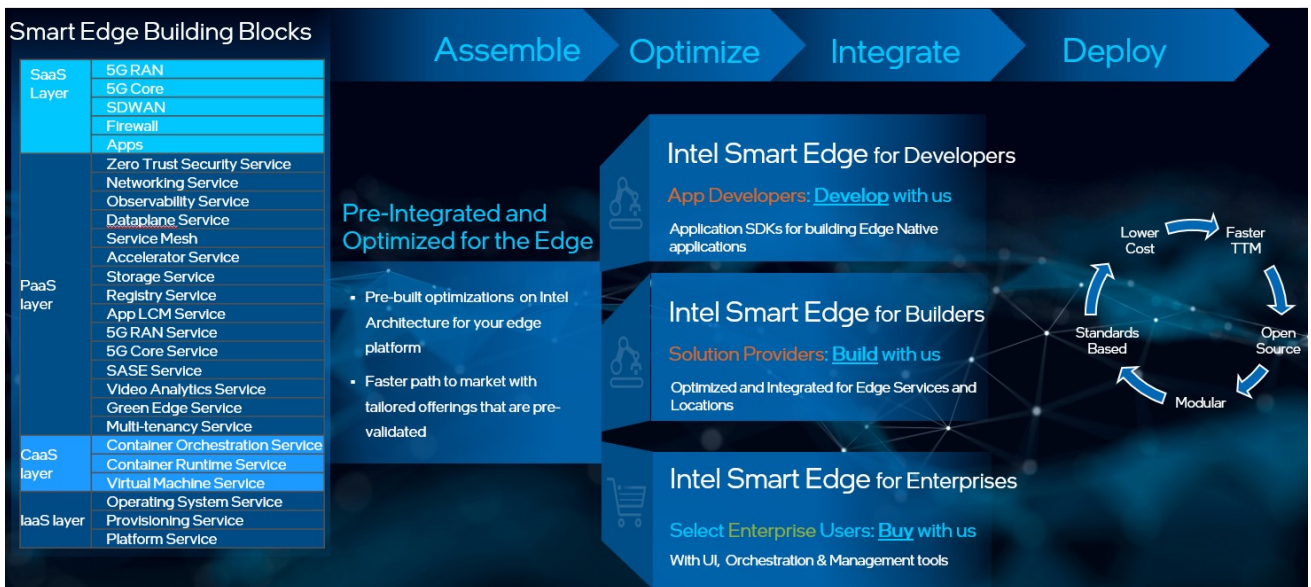 Smart Edge Building Blocks
Assemble
Optimize
Integrate
Deploy
SaaS
Layer
5G RAN
5G Core
SDWAN
Firewall
Apps
PaaS
layer
Zero Trust Security Service
Networking Service
Observability Service
Dataplane Service
Service Mesh
Accelerator Service
Storage Service
Registry Service
App LCM Service
5G RAN Service
5G Core Service
SASE Service
Video Analytics Service
Green Edge Service
Multi-tenancy Service
CaaS
layer
Container Orchestration Service
Container Runtime Service
Virtual Machine Service
IaaS layer
Operating System Service
Provisioning Service
Platform Service
Pre-Integrated and
Optimized for the Edge
▪ Pre-built optimizations on Intel
Architecture for your edge
platform
▪ Faster path to market with
tailored offerings that are pre-
validated
Intel Smart Edge for Developers
App Developers: Develop with us
Application SDKs for building Edge Native
applications
Intel Smart Edge for Builders
Solution Providers: Build with us
Optimized and Integrated for Edge Services and
Locations
Intel Smart Edge for Enterprises
Select Enterprise Users: Buy with us
With UI, Orchestration & Management tools
Lower
Cost
Faster
TTM
Open
Source
Modular
Standards
Based